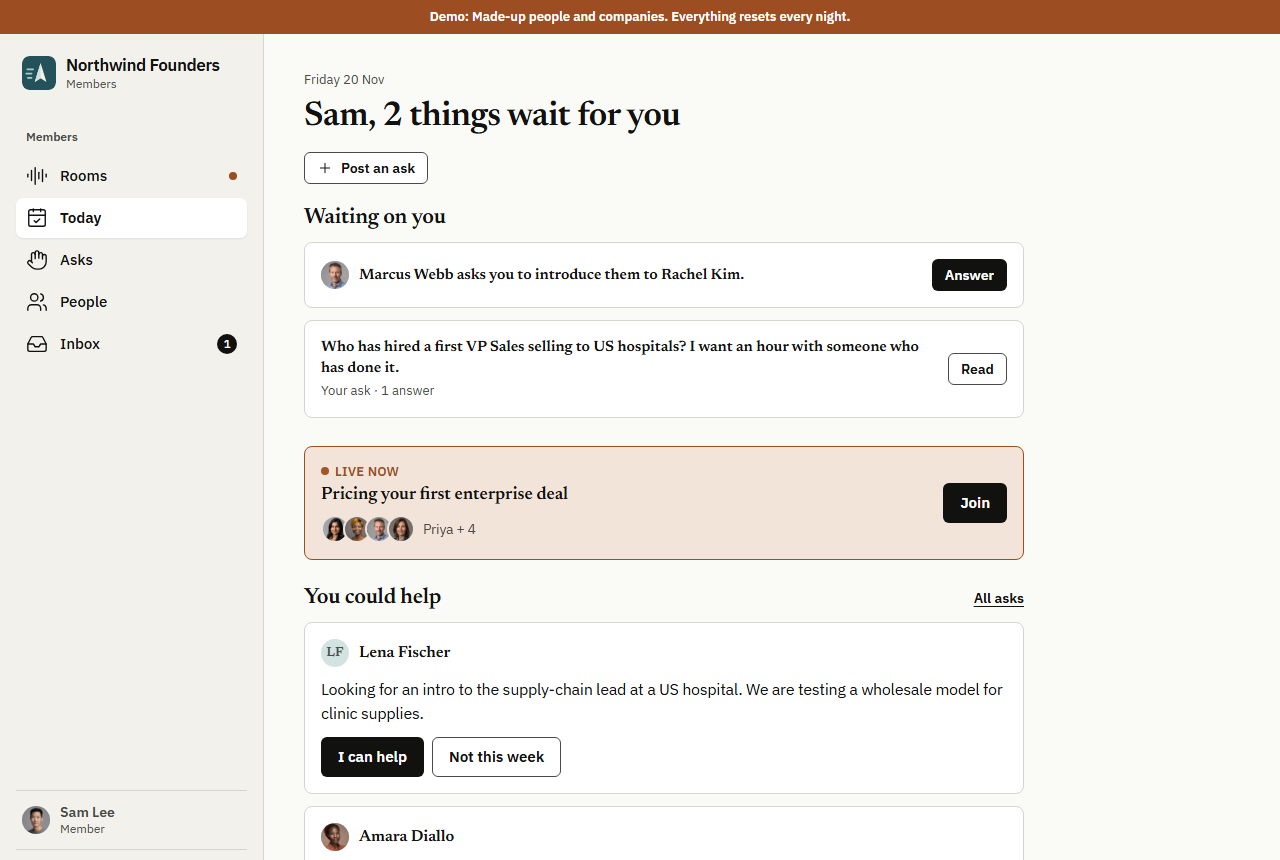 Demo: Made-up people and companies. Everything resets every night.
Northwind Founders
Members
Members
Rooms
Today
Asks
People
Inbox
1
Sam Lee
Member
Friday 20 Nov
Sam, 2 things wait for you
+ Post an ask
Waiting on you
Marcus Webb asks you to introduce them to Rachel Kim.
Answer
Who has hired a first VP Sales selling to US hospitals? I want an hour with someone who
has done it.
Your ask · 1 answer
Read
LIVE NOW
Pricing your first enterprise deal
Priya + 4
Join
You could help
All asks
LF
Lena Fischer
Looking for an intro to the supply-chain lead at a US hospital. We are testing a wholesale model for
clinic supplies.
I can help
Not this week
Amara Diallo